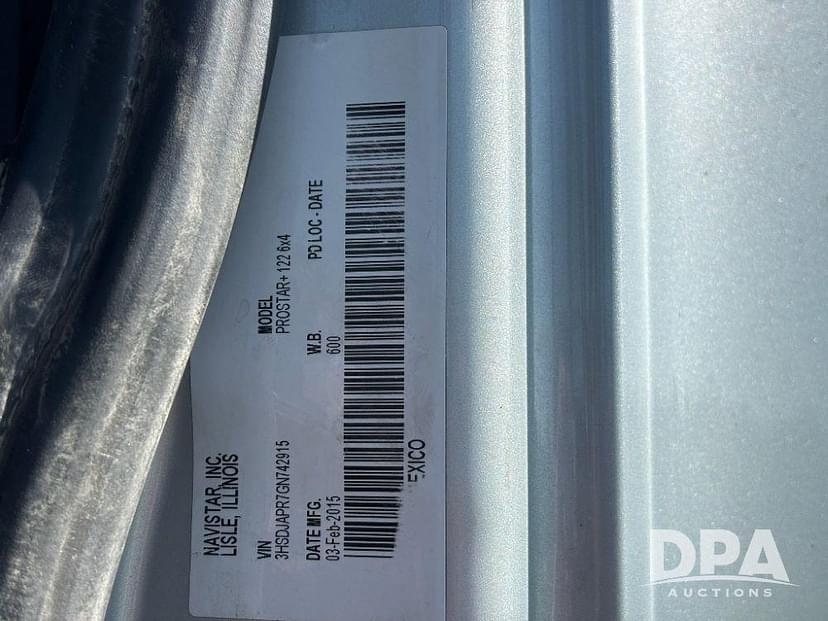 NAVISTAR, INC.
LISLE, ILLINOIS
VIN MODEL
3HSDJAPR7GN742915 PROSTAR+ 122 6x4
DATE MFG. W.B. PD LOC - DATE
03-Feb-2015 600
EXICO
DPA
AUCTIONS